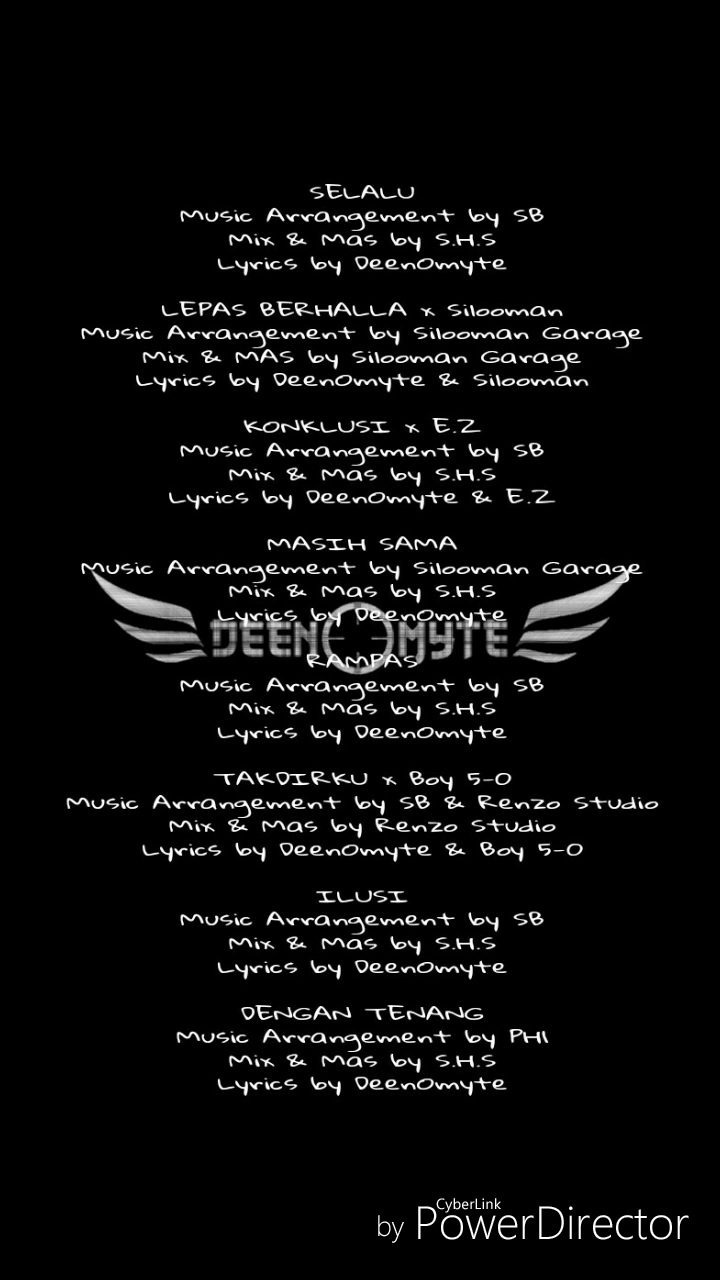 SELALU
Music Arrangement by SB
Mix & Mas by S.H.S
Lyrics by DeenOmyte
LEPAS BERHALLA x Silooman
Music Arrangement by Silooman Garage
Mix & MAS by Silooman Garage
Lyrics by DeenOmyte & Silooman
KONKLUSI x E.Z
Music Arrangement by SB
Mix & Mas by S.H.S
Lyrics by DeenOmyte & E.Z
MASIH SAMA
Music Arrangement by Silooman Garage
Mix & Mas by S.H.S
Lyrics by DeenOmyte
DEENOMYTE
RAMPAS
Music Arrangement by SB
Mix & Mas by S.H.S
Lyrics by DeenOmyte
TAKDIRKU x Boy 5-0
Music Arrangement by SB & Renzo Studio
Mix & Mas by Renzo Studio
Lyrics by DeenOmyte & Boy 5-0
ILUSI
Music Arrangement by SB
Mix & Mas by S.H.S
Lyrics by DeenOmyte
DENGAN TENANG
Music Arrangement by PHI
Mix & Mas by S.H.S
Lyrics by DeenOmyte
CyberLink
by PowerDirector